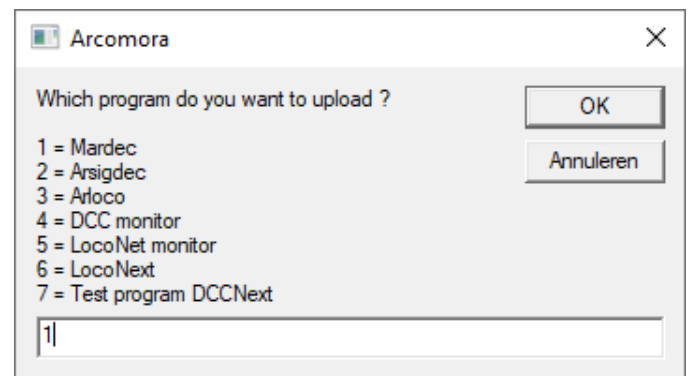 Arcomora
Which program do you want to upload ?
OK
Annuleren
1 = Mardec
2 = Arsigdec
3 = Arloco
4 = DCC monitor
5 = LocoNet monitor
6 = LocoNext
7 = Test program DCCNext
1